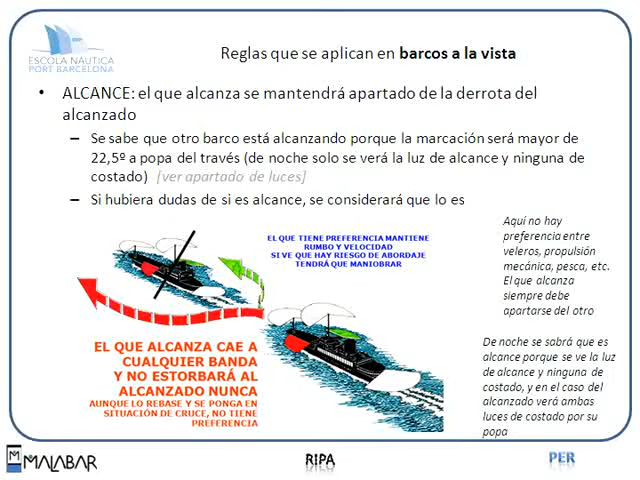 ESCOLA NÀUTICA
PORT BARCELONA
Reglas que se aplican en barcos a la vista
• ALCANCE: el que alcanza se mantendrá apartado de la derrota del
alcanzado
– Se sabe que otro barco está alcanzando porque la marcación será mayor de
22,5º a popa del través (de noche solo se verá la luz de alcance y ninguna de
costado) [ver apartado de luces]
– Si hubiera dudas de si es alcance, se considerará que lo es
EL QUE TIENE PREFERENCIA MANTIENE
RUMBO Y VELOCIDAD
SI VE QUE HAY RIESGO DE ABORDAJE
TENDRÁ QUE MANIOBRAR
EL QUE ALCANZA CAE A
CUALQUIER BANDA
Y NO ESTORBARÁ AL
ALCANZADO NUNCA
AUNQUE LO REBASE Y SE PONGA EN
SITUACIÓN DE CRUCE, NO TIENE
PREFERENCIA
Aquí no hay
preferencia entre
veleros, propulsión
mecánica, pesca, etc.
El que alcanza
siempre debe
apartarse del otro
De noche se sabrá que es
alcance porque se ve la luz
de alcance y ninguna de
costado, y en el caso del
alcanzado verá ambas
luces de costado por su
popa
MALABAR
RIPA
PER